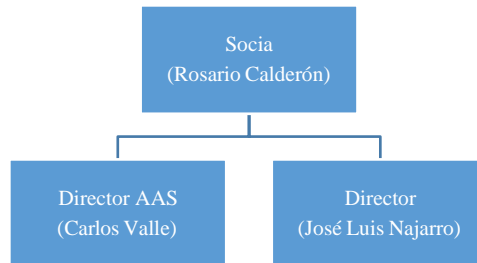 Socia
(Rosario Calderón)
Director AAS
(Carlos Valle)
Director
(José Luis Najarro)